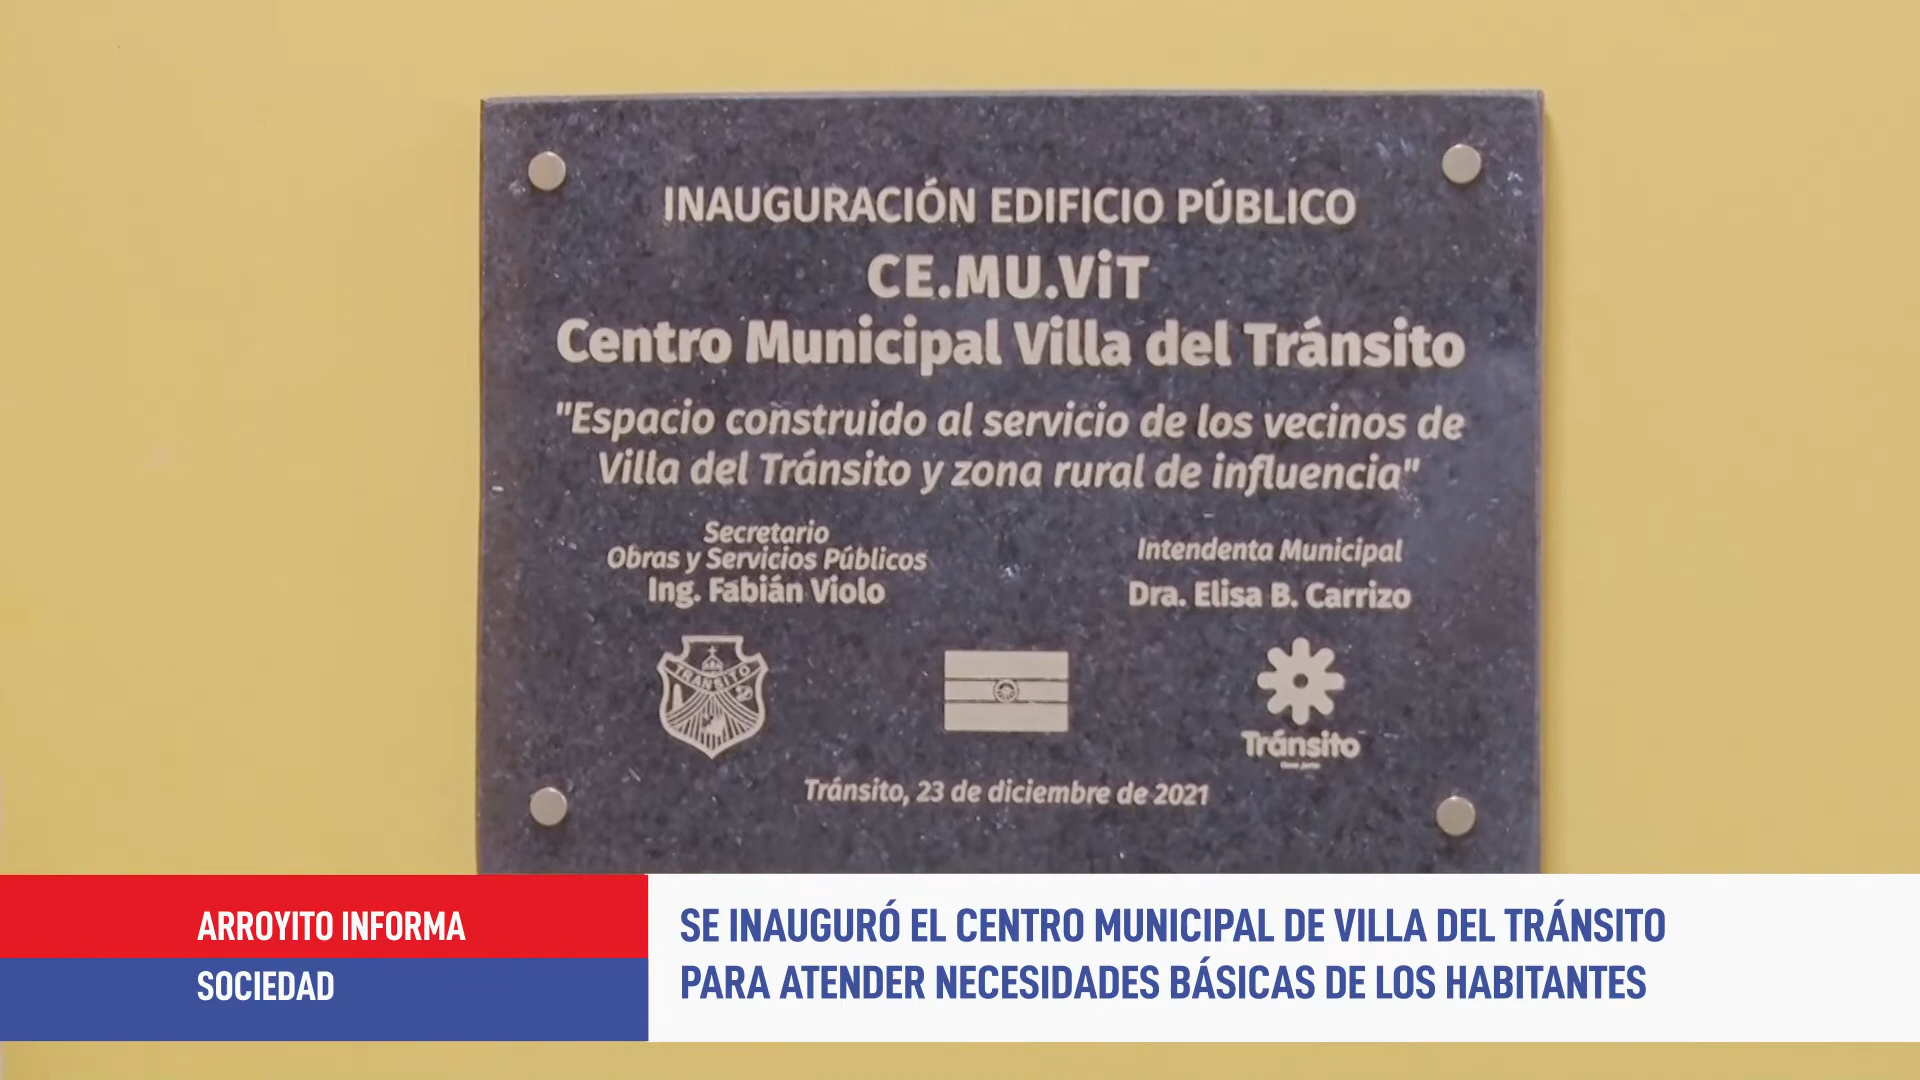 INAUGURACIÓN EDIFICIO PÚBLICO
CE.MU.ViT
Centro Municipal Villa del Tránsito
"Espacio construido al servicio de los vecinos de
Villa del Tránsito y zona rural de influencia"
Secretario
Obras y Servicios Públicos
Ing. Fabián Violo
Intendenta Municipal
Dra. Elisa B. Carrizo
TRANSITO
Tránsito
Tránsito, 23 de diciembre de 2021
ARROYITO INFORMA
SOCIEDAD
SE INAUGURÓ EL CENTRO MUNICIPAL DE VILLA DEL TRÁNSITO
PARA ATENDER NECESIDADES BÁSICAS DE LOS HABITANTES